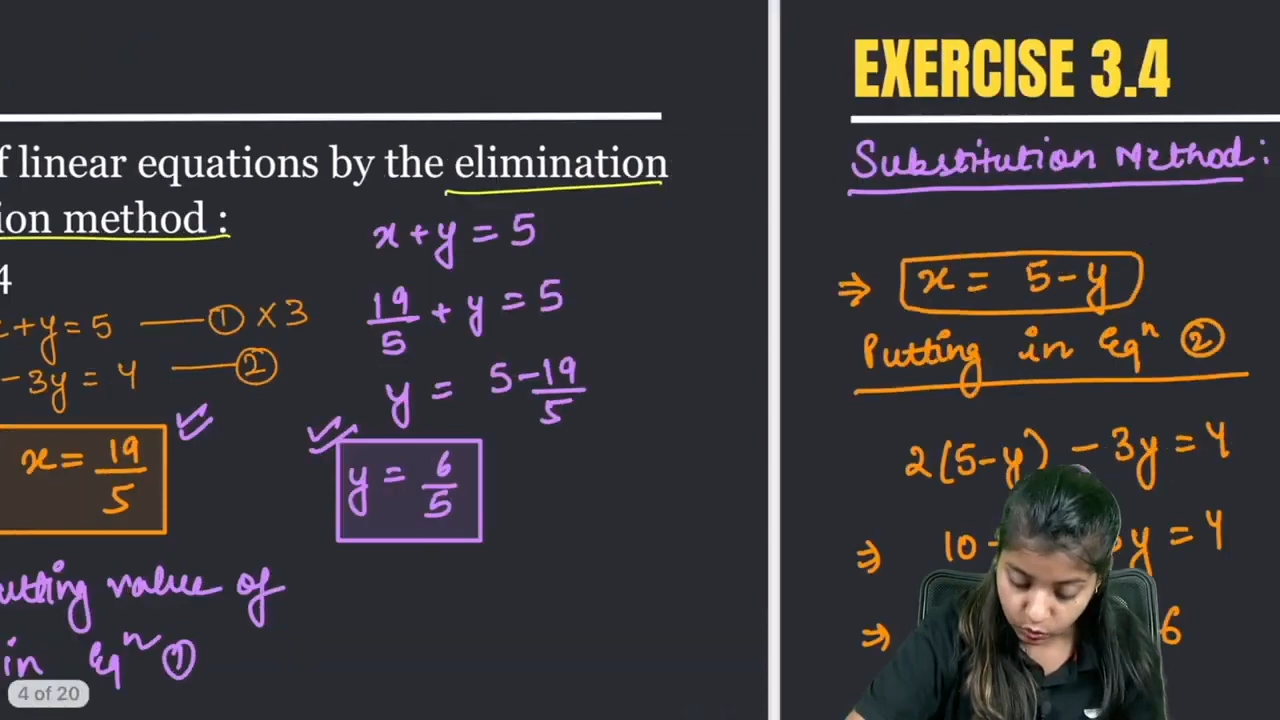 f linear equations by the elimination
ion method :
4
x+y=5 —— ① ×3
-3y=4 —— ②
x= 19/5
utting value of
in Eqⁿ ①
x+y=5
19/5 + y = 5
y = 5-19/5
y = 6/5
4 of 20
EXERCISE 3.4
Substitution Method:
⇒ x = 5-y
Putting in Eqⁿ ②
2(5-y) - 3y = 4
⇒ 10 - y = 4
⇒ 6